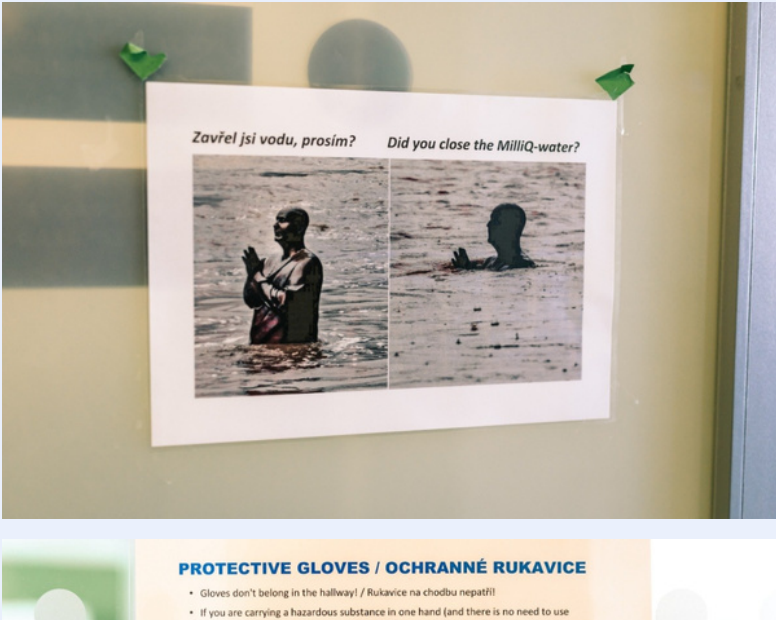 Zavřel jsi vodu, prosím? Did you close the MilliQ-water?
PROTECTIVE GLOVES / OCHRANNÉ RUKAVICE
• Gloves don't belong in the hallway! / Rukavice na chodbu nepatří!
• If you are carrying a hazardous substance in one hand (and there is no need to use